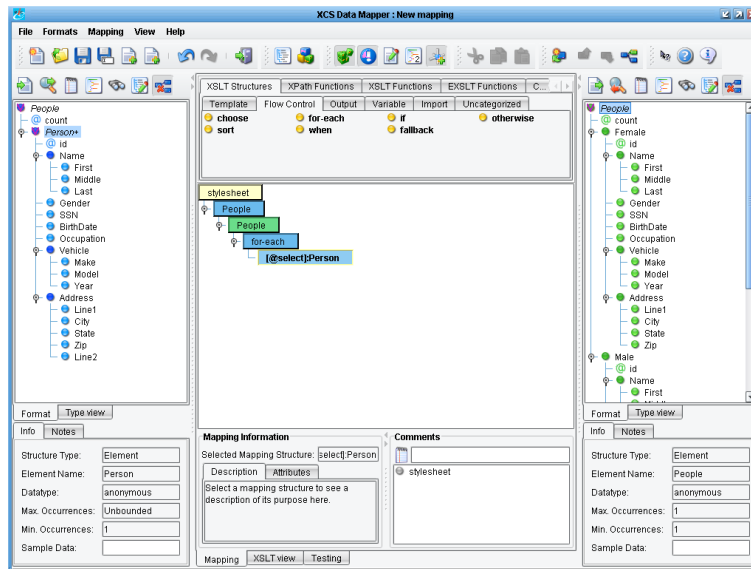 XCS Data Mapper : New mapping
File Formats Mapping View Help
People
@ count
Person+
@ id
Name
First
Middle
Last
Gender
SSN
BirthDate
Occupation
Vehicle
Make
Model
Year
Address
Line1
City
State
Zip
Line2
Format Type view
Info Notes
Structure Type: Element
Element Name: Person
Datatype: anonymous
Max. Occurrences: Unbounded
Min. Occurrences: 1
Sample Data:
XSLT Structures XPath Functions XSLT Functions EXSLT Functions C...
Template Flow Control Output Variable Import Uncategorized
choose for-each if otherwise
sort when fallback
stylesheet
People
People
for-each
[@select]:Person
Mapping Information
Selected Mapping Structure: select]:Person
Description Attributes
Select a mapping structure to see a
description of its purpose here.
Comments
stylesheet
Mapping XSLT view Testing
People
@ count
Female
@ id
Name
First
Middle
Last
Gender
SSN
BirthDate
Occupation
Vehicle
Make
Model
Year
Address
Line1
City
State
Zip
Male
@ id
Name
First
Format Type view
Info Notes
Structure Type: Element
Element Name: People
Datatype: anonymous
Max. Occurrences: 1
Min. Occurrences: 1
Sample Data: